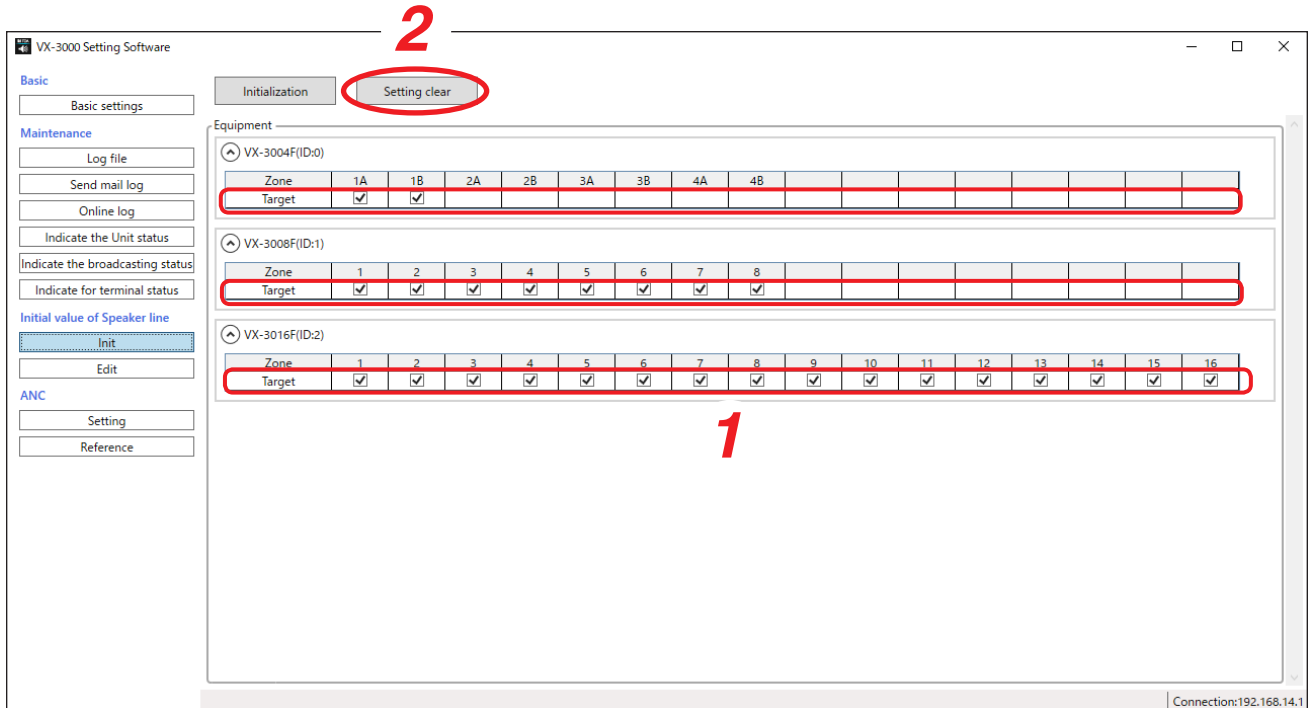 2
VX-3000 Setting Software
Basic
Basic settings
Maintenance
Log file
Send mail log
Online log
Indicate the Unit status
Indicate the broadcasting status
Indicate for terminal status
Initial value of Speaker line
Init
Edit
ANC
Setting
Reference
Initialization Setting clear
Equipment
VX-3004F(ID:0)
Zone 1A 1B 2A 2B 3A 3B 4A 4B
Target
VX-3008F(ID:1)
Zone 1 2 3 4 5 6 7 8
Target
VX-3016F(ID:2)
Zone 1 2 3 4 5 6 7 8 9 10 11 12 13 14 15 16
Target
1
Connection:192.168.14.1